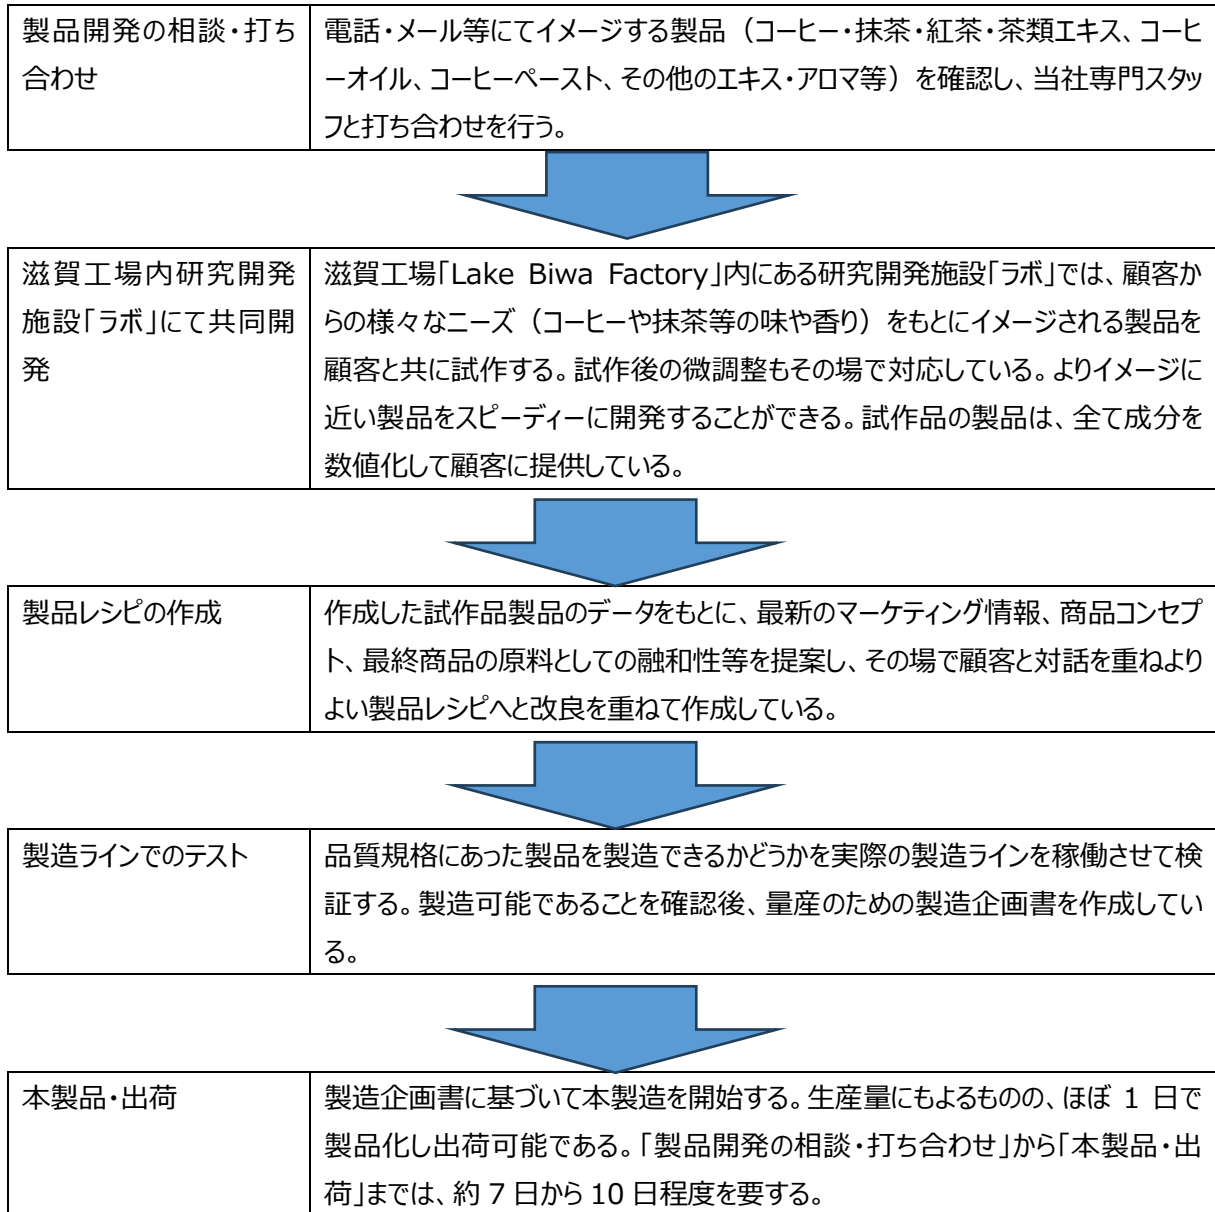 製品開発の相談・打ち
合わせ
電話・メール等にてイメージする製品（コーヒー・抹茶・紅茶・茶類エキス、コーヒ
ーオイル、コーヒーペースト、その他のエキス・アロマ等）を確認し、当社専門スタッ
フと打ち合わせを行う。
滋賀工場内研究開発
施設「ラボ」にて共同開
発
滋賀工場「Lake Biwa Factory」内にある研究開発施設「ラボ」では、顧客か
らの様々なニーズ（コーヒーや抹茶等の味や香り）をもとにイメージされる製品を
顧客と共に試作する。試作後の微調整もその場で対応している。よりイメージに
近い製品をスピーディーに開発することができる。試作品の製品は、全て成分を
数値化して顧客に提供している。
製品レシピの作成
作成した試作品製品のデータをもとに、最新のマーケティング情報、商品コンセプ
ト、最終商品の原料としての融和性等を提案し、その場で顧客と対話を重ねより
よい製品レシピへと改良を重ねて作成している。
製造ラインでのテスト
品質規格にあった製品を製造できるかどうかを実際の製造ラインを稼働させて検
証する。製造可能であることを確認後、量産のための製造企画書を作成してい
る。
本製品・出荷
製造企画書に基づいて本製造を開始する。生産量にもよるものの、ほぼ 1 日で
製品化し出荷可能である。「製品開発の相談・打ち合わせ」から「本製品・出
荷」までは、約 7 日から 10 日程度を要する。